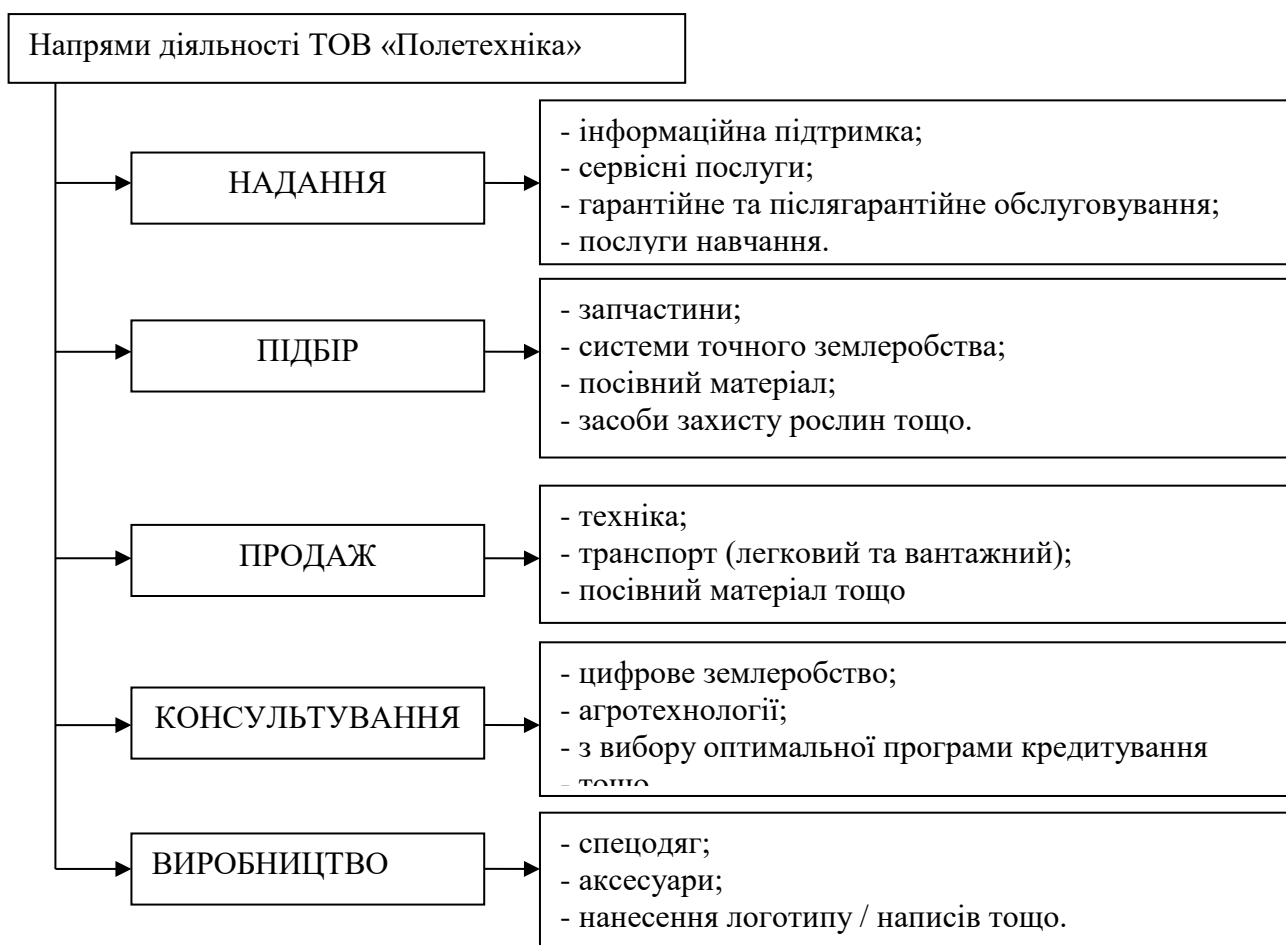 Напрями діяльності ТОВ «Полетехніка»
НАДАННЯ
- інформаційна підтримка;
- сервісні послуги;
- гарантійне та післягарантійне обслуговування;
- послуги навчання.
ПІДБІР
- запчастини;
- системи точного землеробства;
- посівний матеріал;
- засоби захисту рослин тощо.
ПРОДАЖ
- техніка;
- транспорт (легковий та вантажний);
- посівний матеріал тощо
КОНСУЛЬТУВАННЯ
- цифрове землеробство;
- агротехнології;
- з вибору оптимальної програми кредитування
- тощо
ВИРОБНИЦТВО
- спецодяг;
- аксесуари;
- нанесення логотипу / написів тощо.